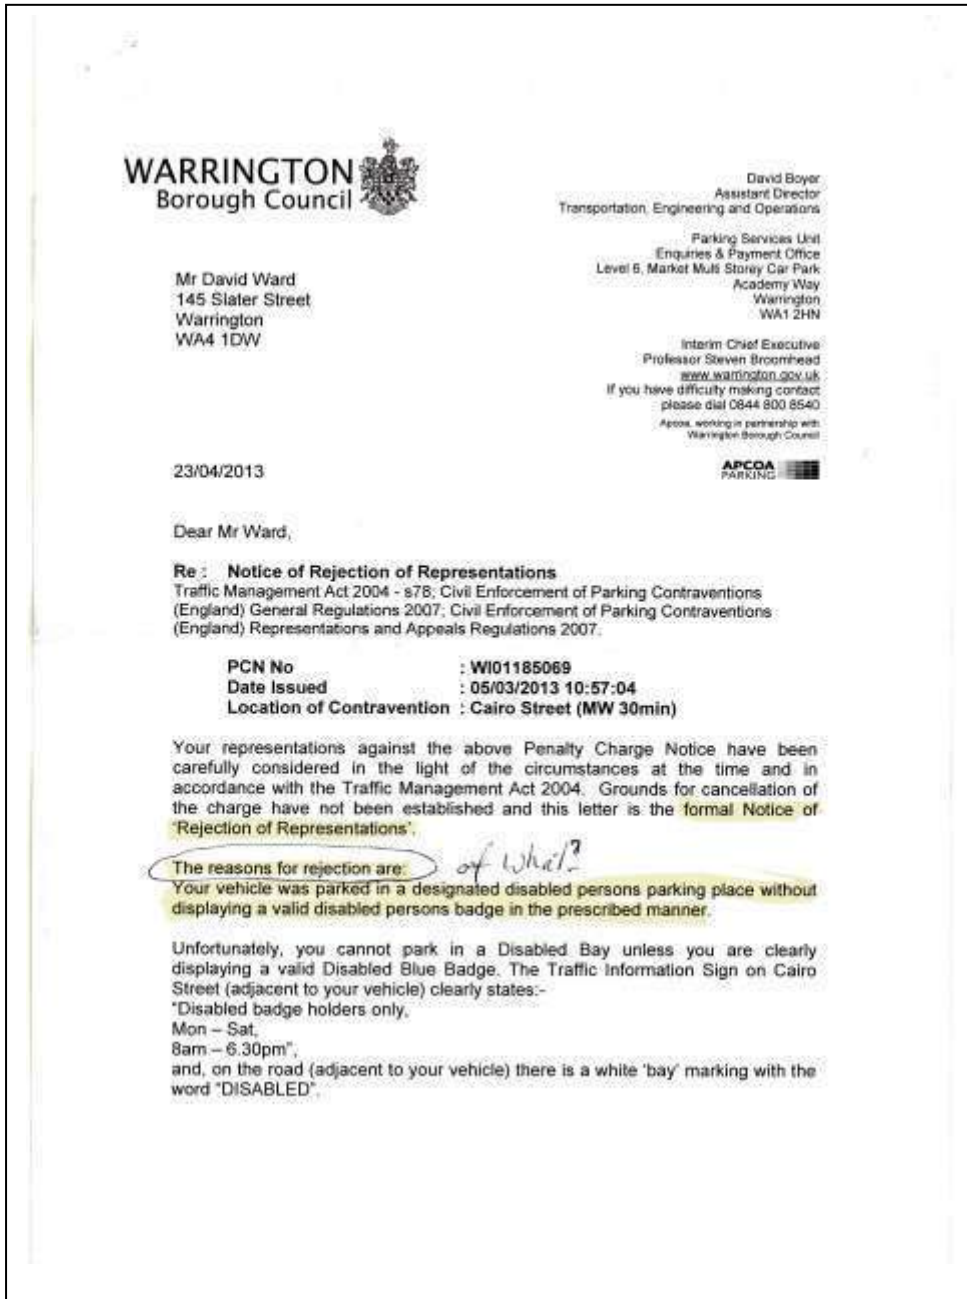 WARRINGTON
Borough Council
David Boyer
Assistant Director
Transportation, Engineering and Operations
Parking Services Unit
Enquiries & Payment Office
Level 6, Market Multi Storey Car Park
Academy Way
Warrington
WA1 2HN
Mr David Ward
145 Slater Street
Warrington
WA4 1DW
Interim Chief Executive
Professor Steven Broomhead
www.warrington.gov.uk
If you have difficulty making contact
please dial 0844 800 8540
Apcoa, working in partnership with
Warrington Borough Council
APCOA
PARKING
23/04/2013
Dear Mr Ward,
Re : Notice of Rejection of Representations
Traffic Management Act 2004 - s78; Civil Enforcement of Parking Contraventions
(England) General Regulations 2007; Civil Enforcement of Parking Contraventions
(England) Representations and Appeals Regulations 2007.
PCN No : WI01185069
Date Issued : 05/03/2013 10:57:04
Location of Contravention : Cairo Street (MW 30min)
Your representations against the above Penalty Charge Notice have been
carefully considered in the light of the circumstances at the time and in
accordance with the Traffic Management Act 2004. Grounds for cancellation of
the charge have not been established and this letter is the formal Notice of
'Rejection of Representations'.
The reasons for rejection are: of what?
Your vehicle was parked in a designated disabled persons parking place without
displaying a valid disabled persons badge in the prescribed manner.
Unfortunately, you cannot park in a Disabled Bay unless you are clearly
displaying a valid Disabled Blue Badge. The Traffic Information Sign on Cairo
Street (adjacent to your vehicle) clearly states:-
"Disabled badge holders only,
Mon – Sat,
8am – 6.30pm",
and, on the road (adjacent to your vehicle) there is a white 'bay' marking with the
word "DISABLED".